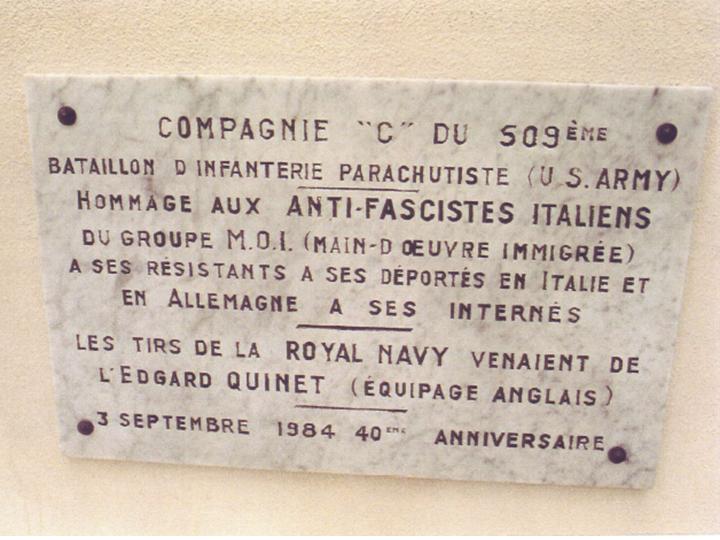 COMPAGNIE "C" DU 509ÈME
BATAILLON D INFANTERIE PARACHUTISTE (U.S. ARMY)
HOMMAGE AUX ANTI-FASCISTES ITALIENS
DU GROUPE M.O.I. (MAIN-D ŒUVRE IMMIGRÉE)
A SES RÉSISTANTS A SES DÉPORTÉS EN ITALIE ET
EN ALLEMAGNE A SES INTERNÉS
LES TIRS DE LA ROYAL NAVY VENAIENT DE
L'EDGARD QUINET (ÉQUIPAGE ANGLAIS)
3 SEPTEMBRE 1984 40EME ANNIVERSAIRE